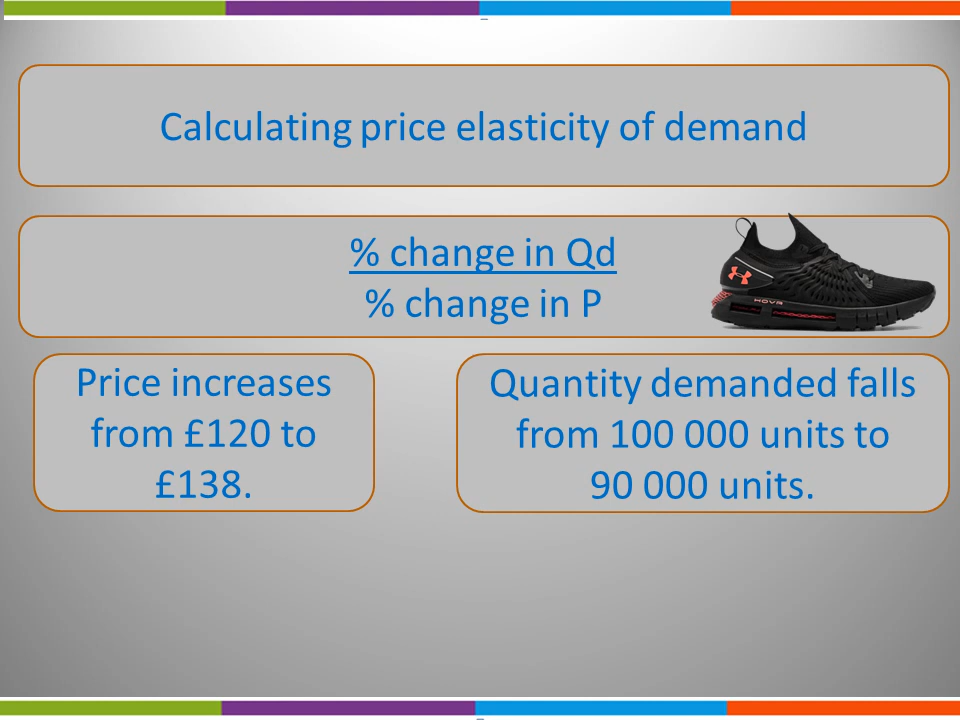 Calculating price elasticity of demand
% change in Qd
% change in P
HOVR
Price increases
from £120 to
£138.
Quantity demanded falls
from 100 000 units to
90 000 units.